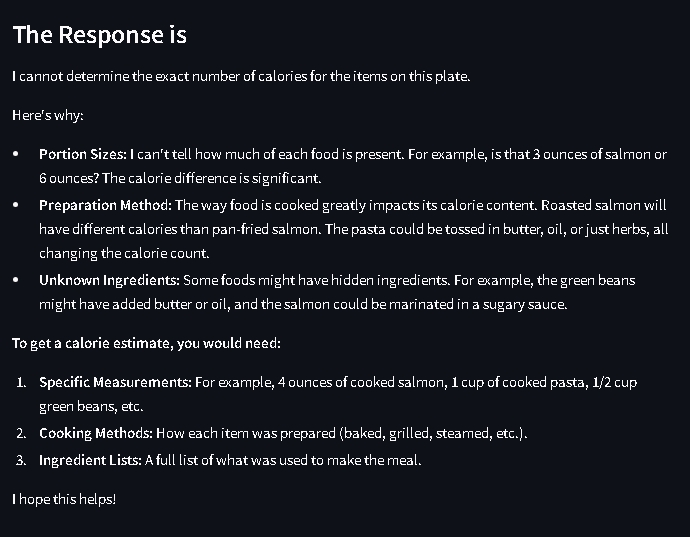 The Response is
I cannot determine the exact number of calories for the items on this plate.
Here's why:
• Portion Sizes: I can't tell how much of each food is present. For example, is that 3 ounces of salmon or
6 ounces? The calorie difference is significant.
• Preparation Method: The way food is cooked greatly impacts its calorie content. Roasted salmon will
have different calories than pan-fried salmon. The pasta could be tossed in butter, oil, or just herbs, all
changing the calorie count.
• Unknown Ingredients: Some foods might have hidden ingredients. For example, the green beans
might have added butter or oil, and the salmon could be marinated in a sugary sauce.
To get a calorie estimate, you would need:
1. Specific Measurements: For example, 4 ounces of cooked salmon, 1 cup of cooked pasta, 1/2 cup
green beans, etc.
2. Cooking Methods: How each item was prepared (baked, grilled, steamed, etc.).
3. Ingredient Lists: A full list of what was used to make the meal.
I hope this helps!